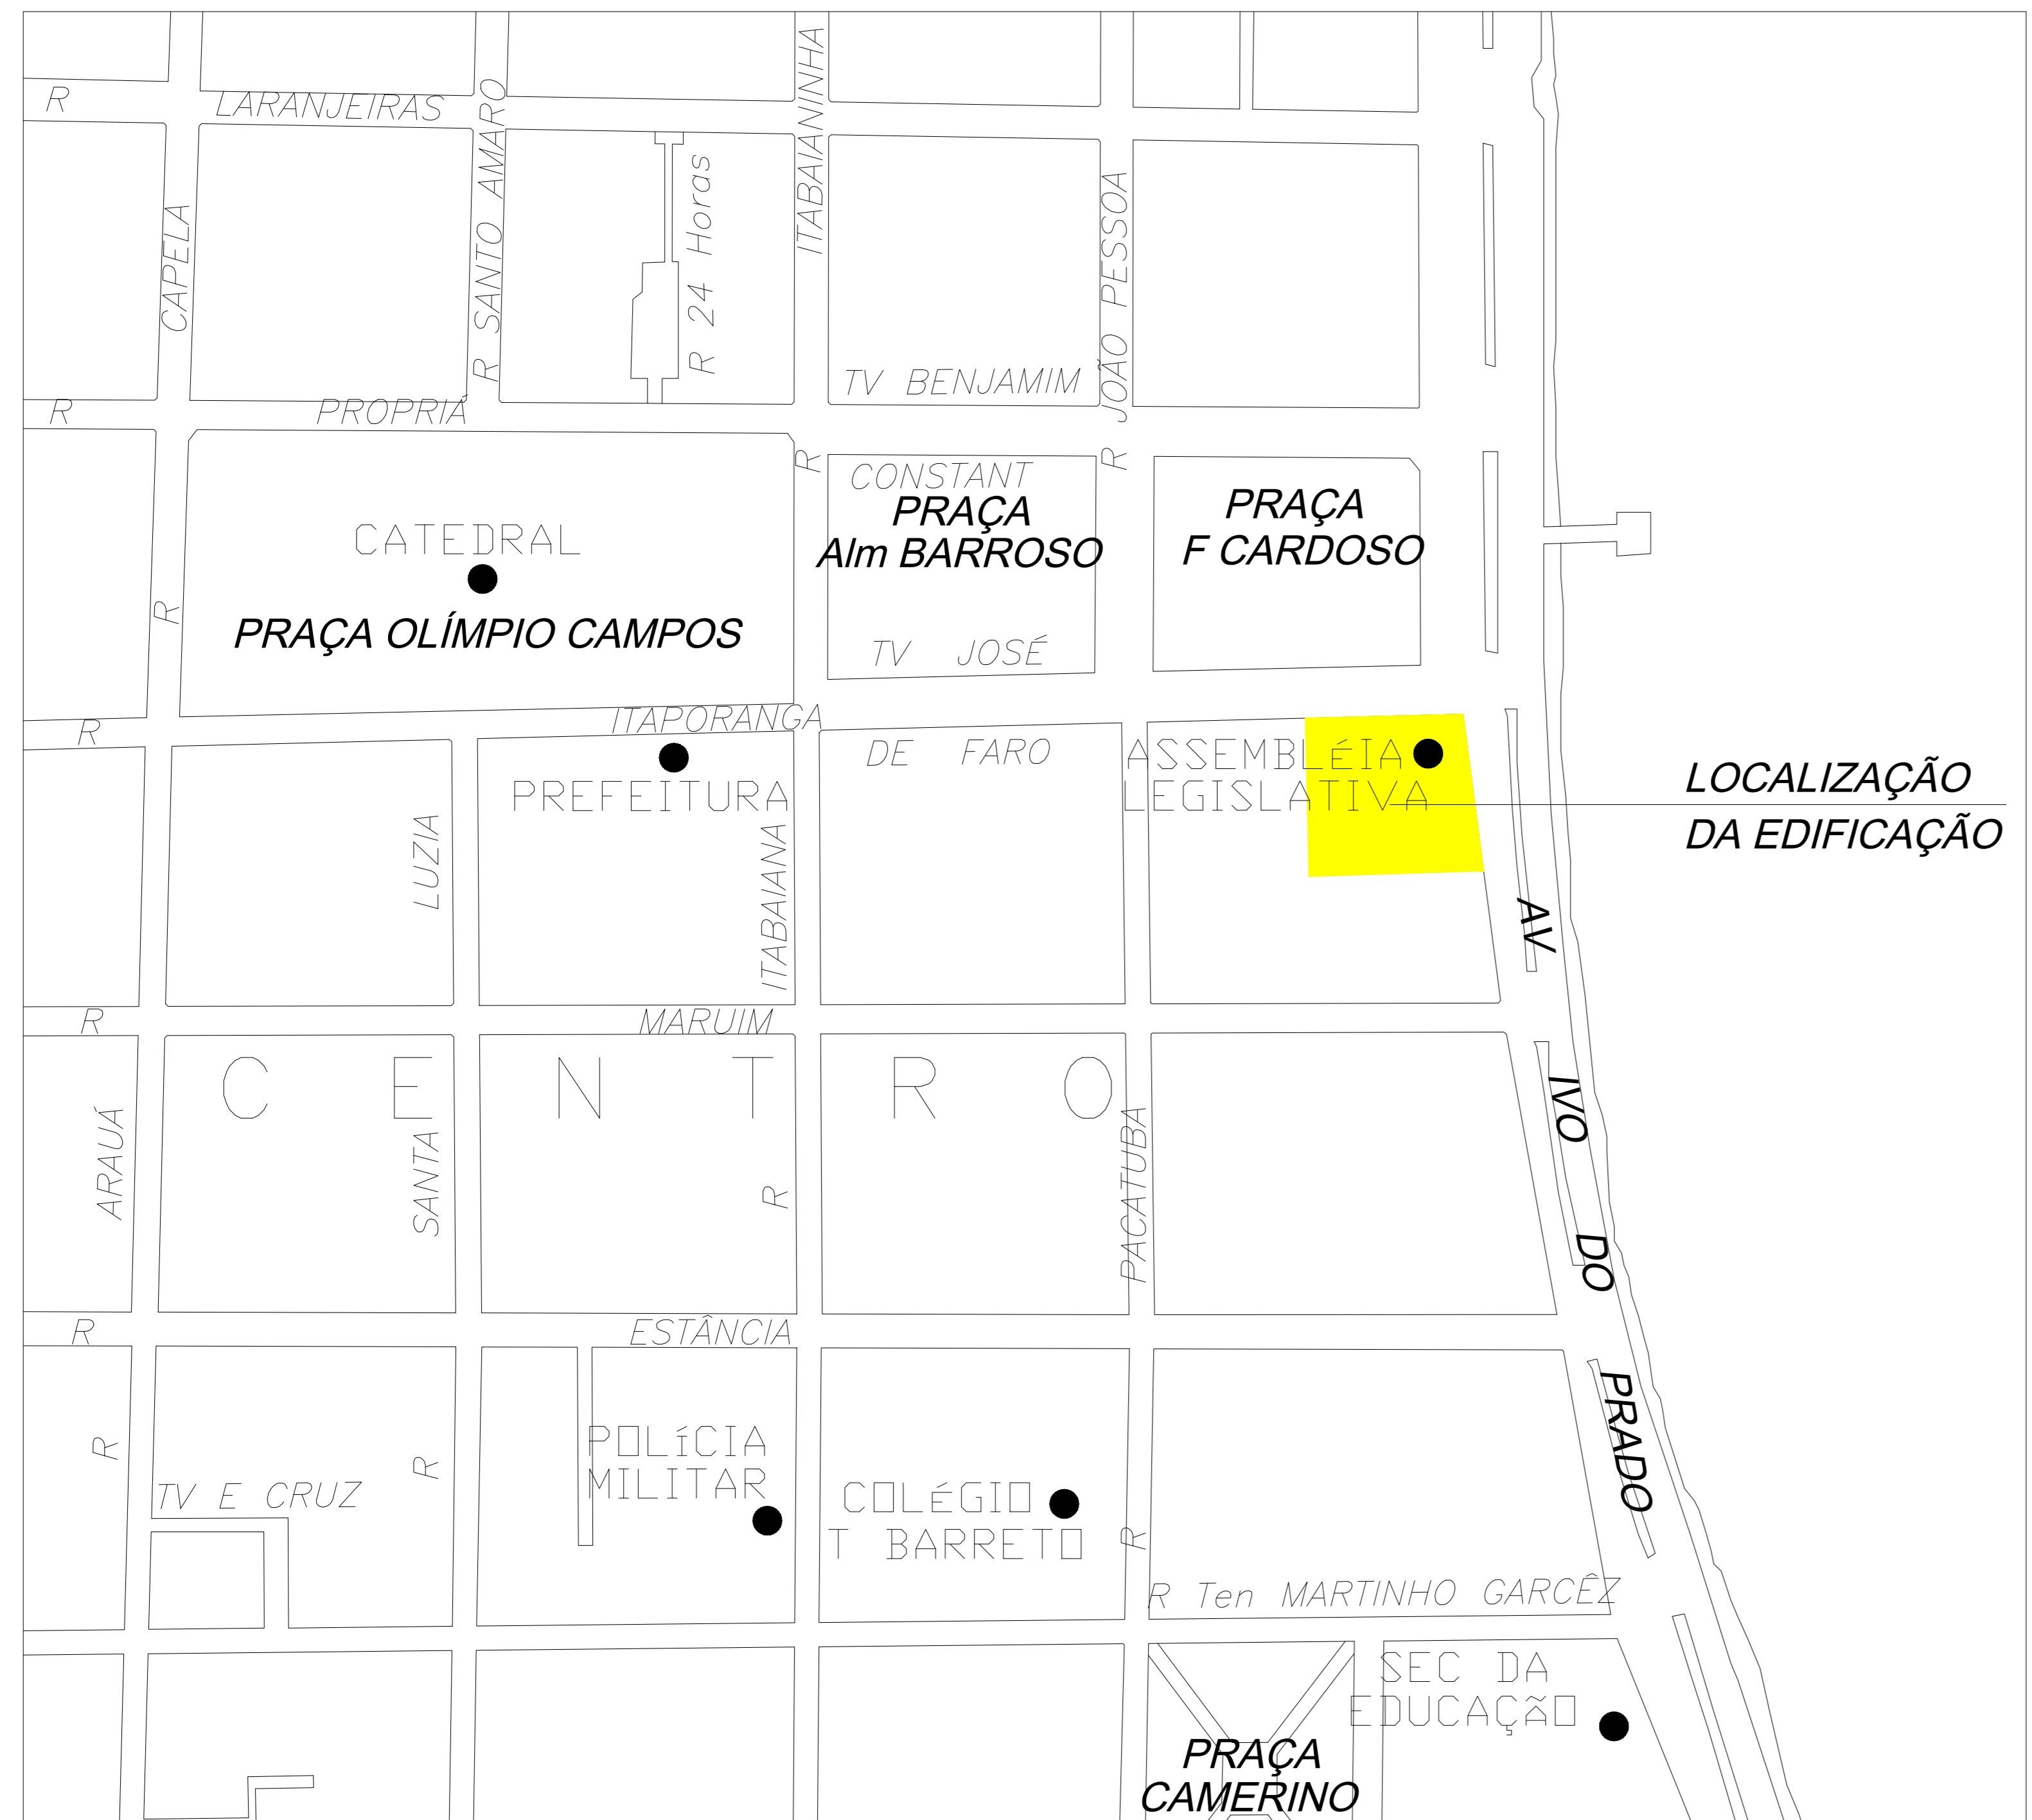 R LARANJEIRAS
R CAPELA
R SANTO AMARO
R 24 Horas
R ITABAIANINHA
R JOÃO PESSOA
R PROPRIÁ
TV BENJAMIM
CONSTANT
CATEDRAL
PRAÇA OLÍMPIO CAMPOS
PRAÇA
Alm BARROSO
PRAÇA
F CARDOSO
TV JOSÉ
DE FARO
R ITAPORANGA
PREFEITURA
ASSEMBLéIA
LEGISLATIVA
LOCALIZAÇÃO
DA EDIFICAÇÃO
R SANTA LUZIA
R ITABAIANA
R MARUIM
CENTRO
R ARAUÁ
R PACATUBA
AV IVO DO PRADO
R ESTÂNCIA
TV E CRUZ
POLíCIA
MILITAR
COLéGIO
T BARRETO
R Ten MARTINHO GARCÊZ
SEC DA
EDUCAÇÃO
PRAÇA
CAMERINO